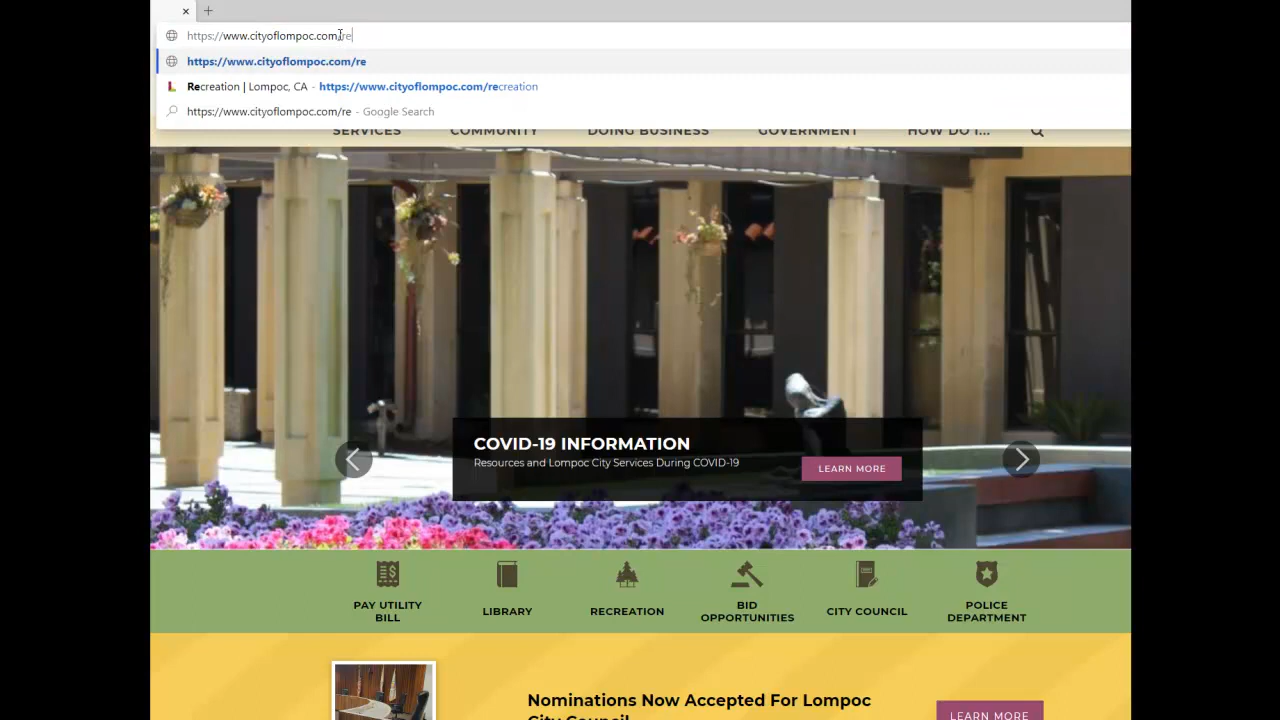 https://www.cityoflompoc.com/re
https://www.cityoflompoc.com/re
Recreation | Lompoc, CA - https://www.cityoflompoc.com/recreation
https://www.cityoflompoc.com/re - Google Search
SERVICES COMMUNITY DOING BUSINESS GOVERNMENT HOW DO I...
COVID-19 INFORMATION
Resources and Lompoc City Services During COVID-19
LEARN MORE
PAY UTILITY BILL
LIBRARY
RECREATION
BID OPPORTUNITIES
CITY COUNCIL
POLICE DEPARTMENT
Nominations Now Accepted For Lompoc
City Council
LEARN MORE